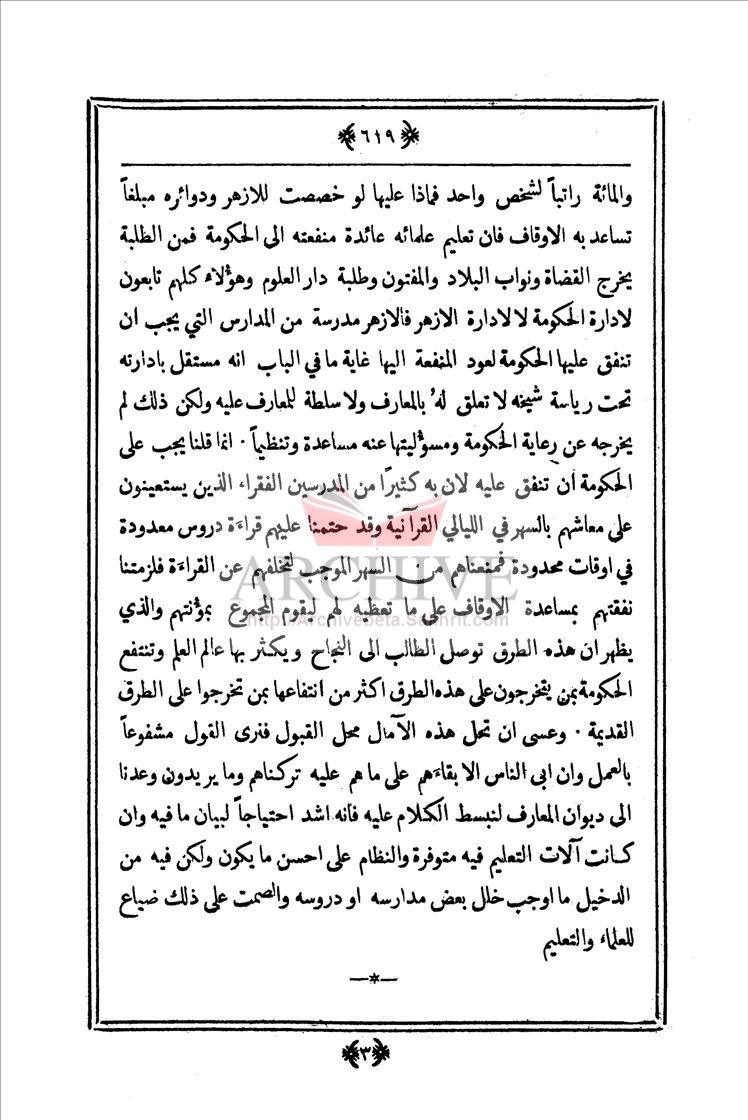 ﴿٦١٩﴾
والمائة راتباً لشخص واحد فماذا عليها لو خصصت للازهر ودوائره مبلغاً
تساعد به الاوقاف فان تعليم علمائه عائدة منفعته الى الحكومة فمن الطلبة
يخرج القضاة ونواب البلاد والمفتون وطلبة دار العلوم وهؤلاء كلهم تابعون
لادارة الحكومة لا لادارة الازهر فالازهر مدرسة من المدارس التي يجب ان
تنفق عليها الحكومة لعود المنفعة اليها غاية ما في الباب انه مستقل بادارته
تحت رياسة شيخه لا تعلق لهُ بالمعارف ولا سلطة للمعارف عليه ولكن ذلك لم
يخرجه عن رعاية الحكومة ومسؤليتها عنه مساعدة وتنظيماً · انما قلنا يجب على
الحكومة أن تنفق عليه لان به كثيرًا من المدرسين الفقراء الذين يستعينون
على معاشهم بالسهر في الليالي القرآنية وقد حتمنا عليهم قراءة دروس معدودة
في اوقات محدودة فمنعناهم من السهر الموجب لتخلفهم عن القراءة فلزمتنا
نفقتهم بمساعدة الاوقاف على ما تعطيه لهم ليقوم المجموع بمؤنتهم والذي
يظهر ان هذه الطرق توصل الطالب الى النجاح ويكثر بها عالم العلم وتنتفع
الحكومة بمن يتخرجون على هذه الطرق اكثر من انتفاعها بمن تخرجوا على الطرق
القديمة · وعسى ان تحل هذه الآمال محل القبول فنرى القول مشفوعاً
بالعمل وان ابى الناس الا بقاءهم على ما هم عليه تركناهم وما يريدون وعدنا
الى ديوان المعارف لنبسط الكلام عليه فانه اشد احتياجاً لبيان ما فيه وان
كانت آلات التعليم فيه متوفرة والنظام على احسن ما يكون ولكن فيه من
الدخيل ما اوجب خلل بعض مدارسه او دروسه والصمت على ذلك ضياع
للعلماء والتعليم
﴿٣﴾
ARCHIVE
http://Archivebeta.Sakhrit.com